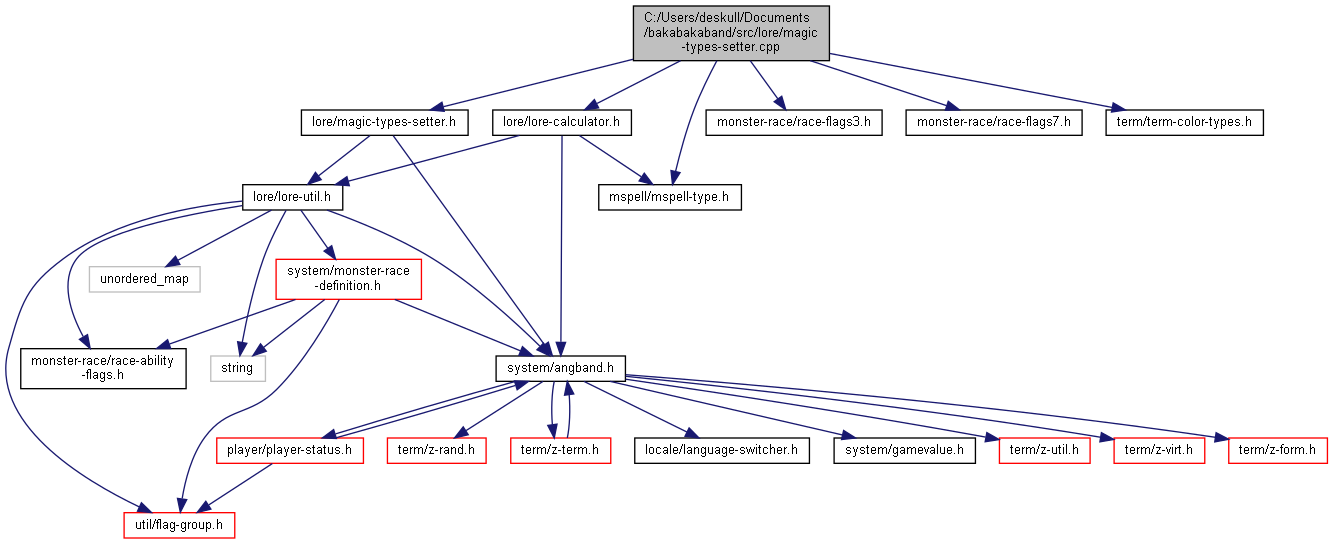 C:/Users/deskull/Documents
/bakabakaband/src/lore/magic
-types-setter.cpp
lore/magic-types-setter.h
lore/lore-calculator.h
monster-race/race-flags3.h
monster-race/race-flags7.h
term/term-color-types.h
lore/lore-util.h
mspell/mspell-type.h
unordered_map
system/monster-race
-definition.h
monster-race/race-ability
-flags.h
string
system/angband.h
player/player-status.h
term/z-rand.h
term/z-term.h
locale/language-switcher.h
system/gamevalue.h
term/z-util.h
term/z-virt.h
term/z-form.h
util/flag-group.h